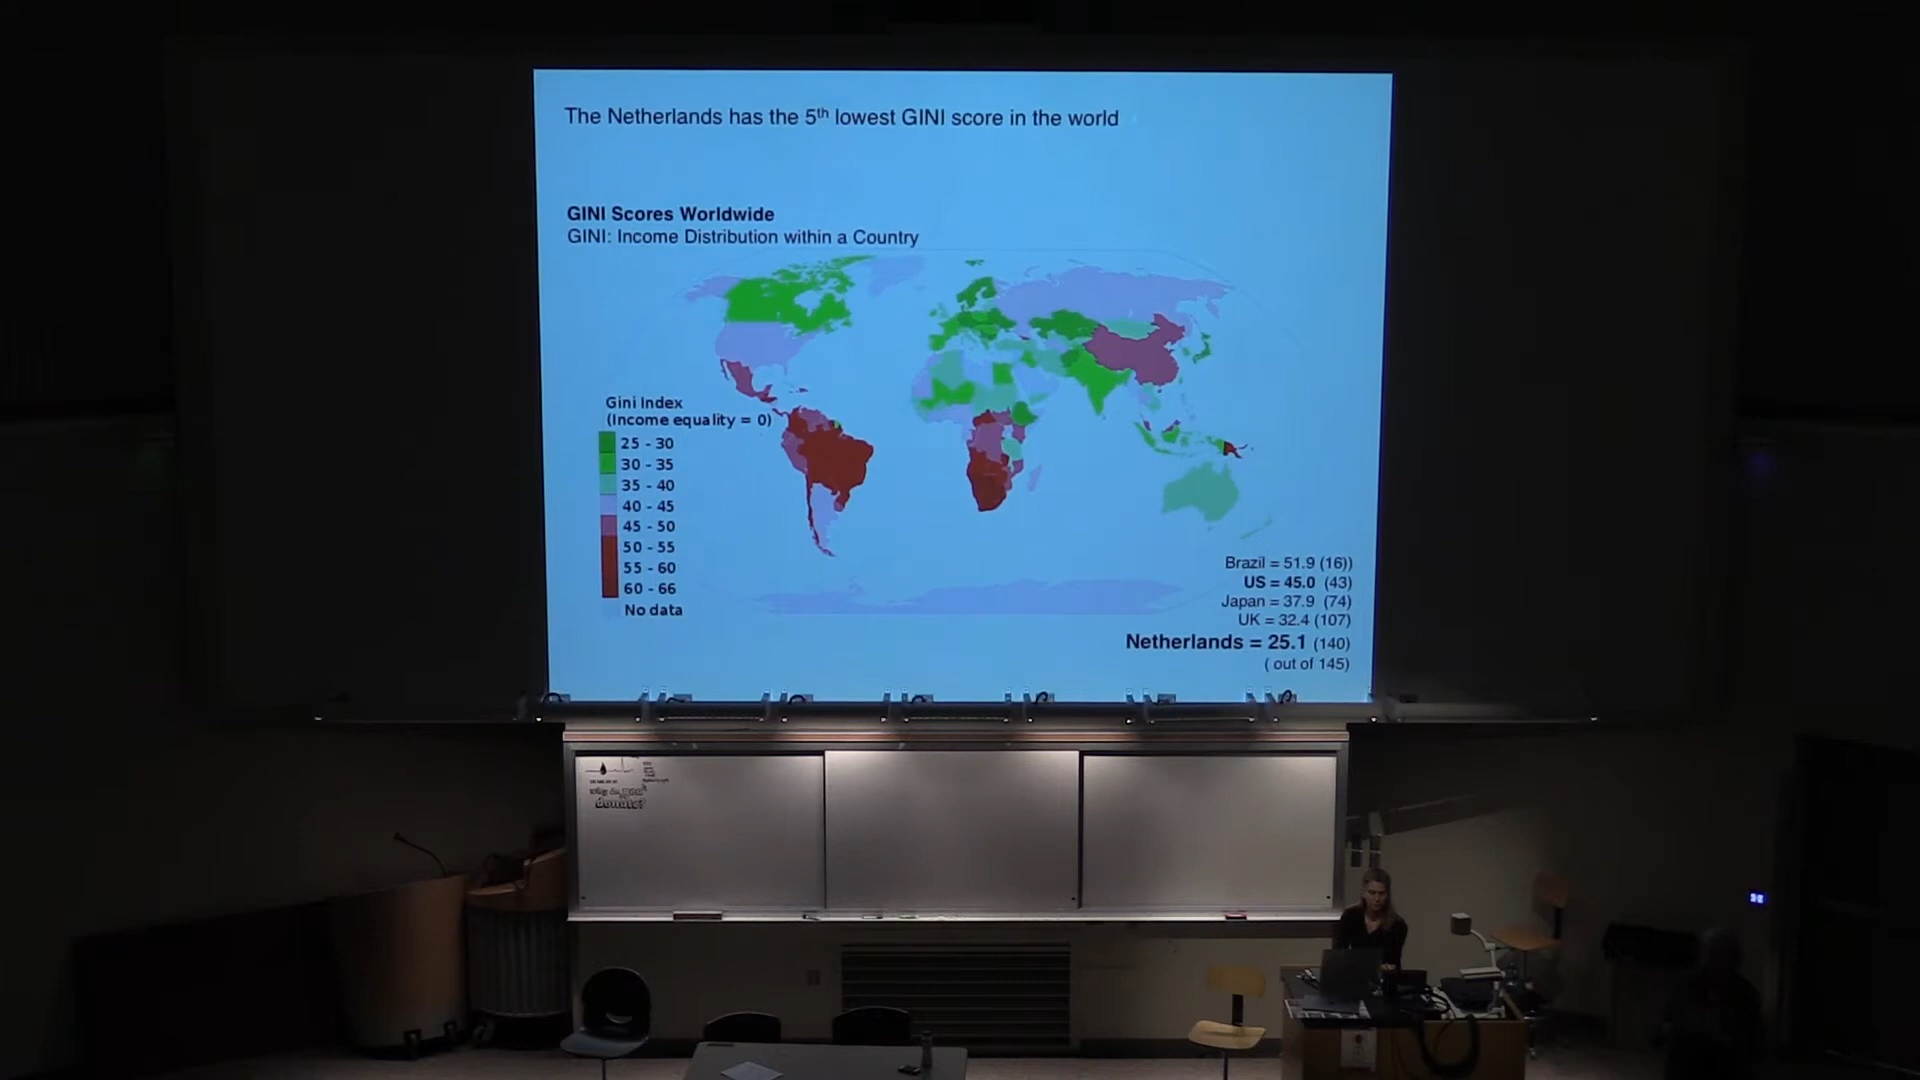 The Netherlands has the 5th lowest GINI score in the world
GINI Scores Worldwide
GINI: Income Distribution within a Country
Gini Index
(Income equality = 0)
25 - 30
30 - 35
35 - 40
40 - 45
45 - 50
50 - 55
55 - 60
60 - 66
No data
Brazil = 51.9 (16))
US = 45.0 (43)
Japan = 37.9 (74)
UK = 32.4 (107)
Netherlands = 25.1 (140)
( out of 145)
why do
donate?